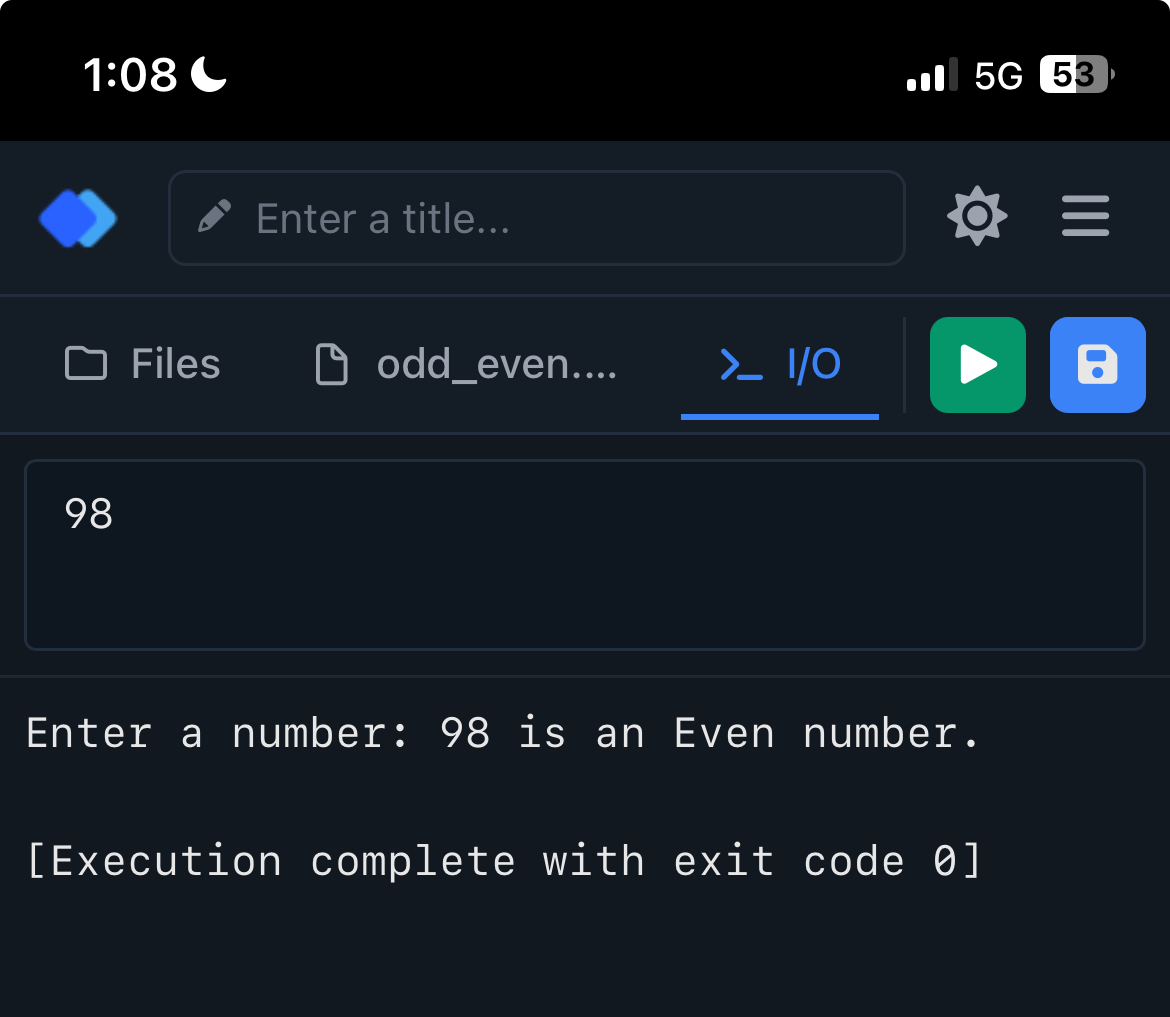 1:08
5G
53
Enter a title...
Files
odd_even....
I/O
98
Enter a number: 98 is an Even number.
[Execution complete with exit code 0]